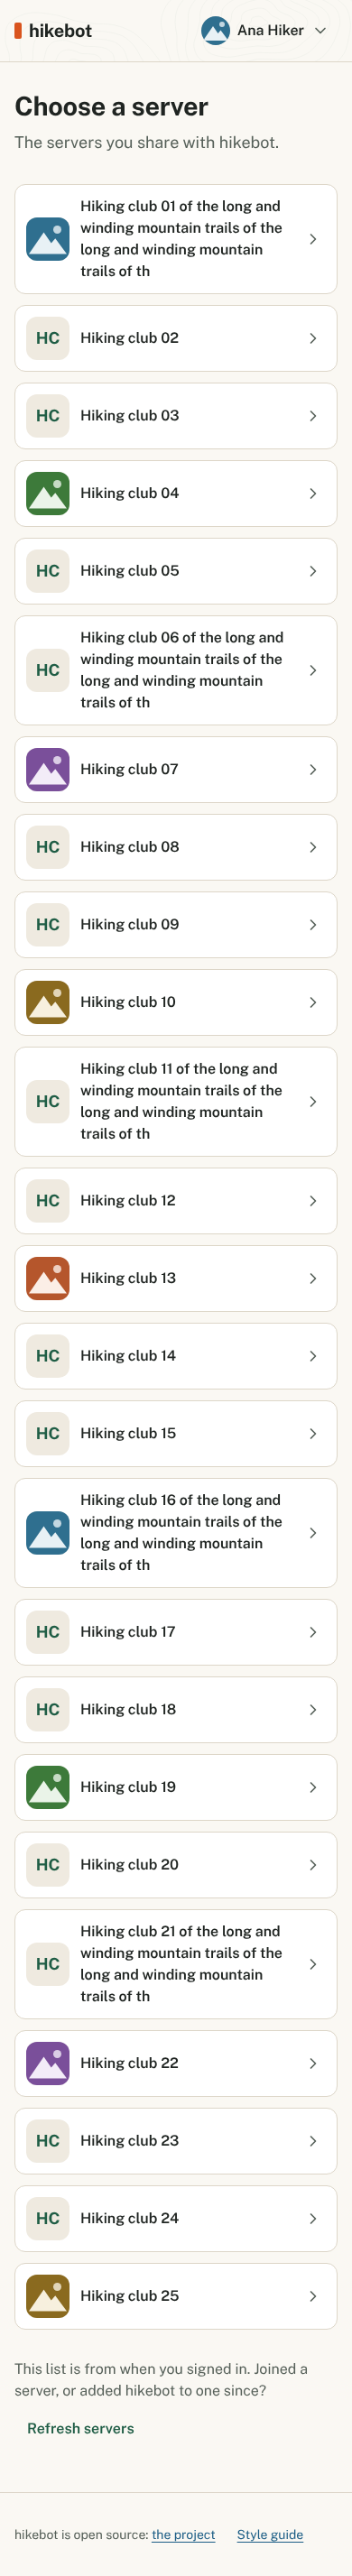 hikebot
Ana Hiker
Choose a server
The servers you share with hikebot.
Hiking club 01 of the long and
winding mountain trails of the
long and winding mountain
trails of th
HC
Hiking club 02
HC
Hiking club 03
Hiking club 04
HC
Hiking club 05
HC
Hiking club 06 of the long and
winding mountain trails of the
long and winding mountain
trails of th
Hiking club 07
HC
Hiking club 08
HC
Hiking club 09
Hiking club 10
HC
Hiking club 11 of the long and
winding mountain trails of the
long and winding mountain
trails of th
HC
Hiking club 12
Hiking club 13
HC
Hiking club 14
HC
Hiking club 15
Hiking club 16 of the long and
winding mountain trails of the
long and winding mountain
trails of th
HC
Hiking club 17
HC
Hiking club 18
Hiking club 19
HC
Hiking club 20
HC
Hiking club 21 of the long and
winding mountain trails of the
long and winding mountain
trails of th
Hiking club 22
HC
Hiking club 23
HC
Hiking club 24
Hiking club 25
This list is from when you signed in. Joined a
server, or added hikebot to one since?
Refresh servers
hikebot is open source: the project
Style guide